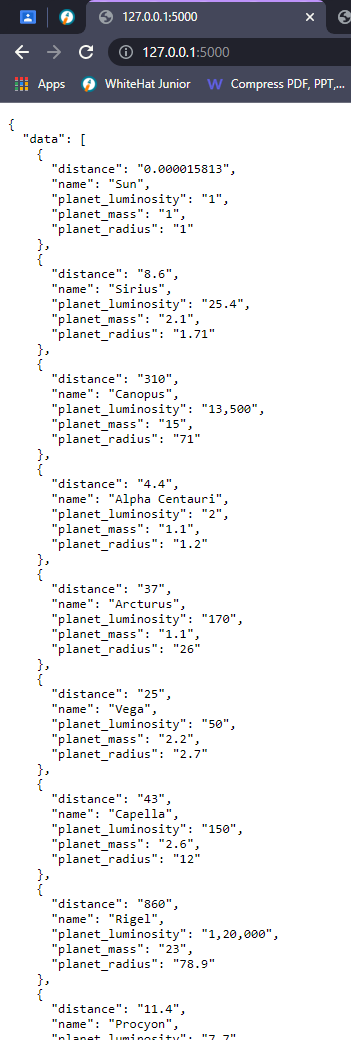 127.0.0.1:5000
127.0.0.1:5000
Apps WhiteHat Junior Compress PDF, PPT,...
{
"data": [
{
"distance": "0.000015813",
"name": "Sun",
"planet_luminosity": "1",
"planet_mass": "1",
"planet_radius": "1"
},
{
"distance": "8.6",
"name": "Sirius",
"planet_luminosity": "25.4",
"planet_mass": "2.1",
"planet_radius": "1.71"
},
{
"distance": "310",
"name": "Canopus",
"planet_luminosity": "13,500",
"planet_mass": "15",
"planet_radius": "71"
},
{
"distance": "4.4",
"name": "Alpha Centauri",
"planet_luminosity": "2",
"planet_mass": "1.1",
"planet_radius": "1.2"
},
{
"distance": "37",
"name": "Arcturus",
"planet_luminosity": "170",
"planet_mass": "1.1",
"planet_radius": "26"
},
{
"distance": "25",
"name": "Vega",
"planet_luminosity": "50",
"planet_mass": "2.2",
"planet_radius": "2.7"
},
{
"distance": "43",
"name": "Capella",
"planet_luminosity": "150",
"planet_mass": "2.6",
"planet_radius": "12"
},
{
"distance": "860",
"name": "Rigel",
"planet_luminosity": "1,20,000",
"planet_mass": "23",
"planet_radius": "78.9"
},
{
"distance": "11.4",
"name": "Procyon",
"planet_luminosity": "7.7"